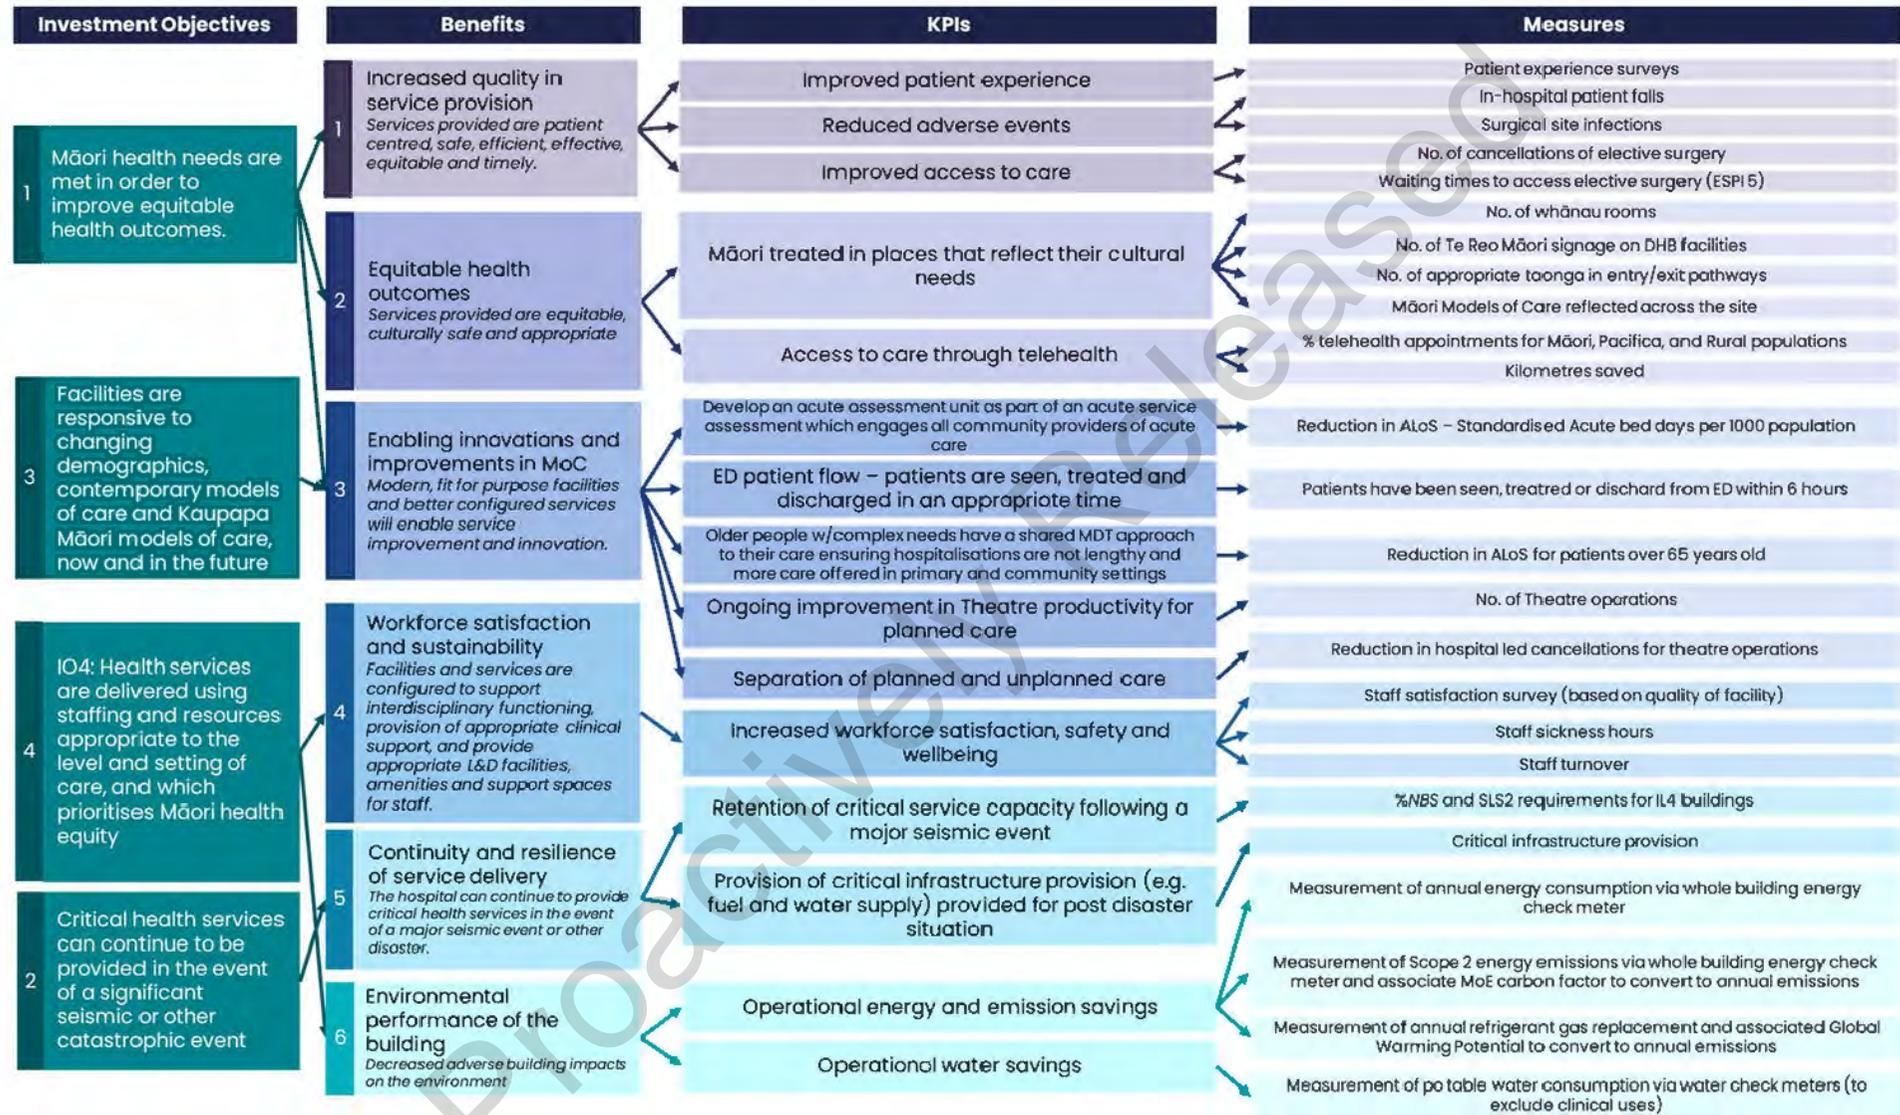 Investment Objectives
Benefits
KPIs
Measures
1
Māori health needs are
met in order to
improve equitable
health outcomes.
3
Facilities are
responsive to
changing
demographics,
contemporary models
of care and Kaupapa
Māori models of care,
now and in the future
4
IO4: Health services
are delivered using
staffing and resources
appropriate to the
level and setting of
care, and which
prioritises Māori health
equity
2
Critical health services
can continue to be
provided in the event
of a significant
seismic or other
catastrophic event
1
Increased quality in
service provision
Services provided are patient
centred, safe, efficient, effective,
equitable and timely.
2
Equitable health
outcomes
Services provided are equitable,
culturally safe and appropriate
3
Enabling innovations and
improvements in MoC
Modern, fit for purpose facilities
and better configured services
will enable service
improvement and innovation.
4
Workforce satisfaction
and sustainability
Facilities and services are
configured to support
interdisciplinary functioning,
provision of appropriate clinical
support, and provide
appropriate L&D facilities,
amenities and support spaces
for staff.
5
Continuity and resilience
of service delivery
The hospital can continue to provide
critical health services in the event
of a major seismic event or other
disaster.
6
Environmental
performance of the
building
Decreased adverse building impacts
on the environment
Improved patient experience
Reduced adverse events
Improved access to care
Māori treated in places that reflect their cultural
needs
Access to care through telehealth
Develop an acute assessment unit as part of an acute service
assessment which engages all community providers of acute
care
ED patient flow – patients are seen, treated and
discharged in an appropriate time
Older people w/complex needs have a shared MDT approach
to their care ensuring hospitalisations are not lengthy and
more care offered in primary and community settings
Ongoing improvement in Theatre productivity for
planned care
Separation of planned and unplanned care
Increased workforce satisfaction, safety and
wellbeing
Retention of critical service capacity following a
major seismic event
Provision of critical infrastructure provision (e.g.
fuel and water supply) provided for post disaster
situation
Operational energy and emission savings
Operational water savings
Patient experience surveys
In-hospital patient falls
Surgical site infections
No. of cancellations of elective surgery
Waiting times to access elective surgery (ESPI 5)
No. of whānau rooms
No. of Te Reo Māori signage on DHB facilities
No. of appropriate taonga in entry/exit pathways
Māori Models of Care reflected across the site
% telehealth appointments for Māori, Pacifica, and Rural populations
Kilometres saved
Reduction in ALoS – Standardised Acute bed days per 1000 population
Patients have been seen, treatred or dischard from ED within 6 hours
Reduction in ALoS for patients over 65 years old
No. of Theatre operations
Reduction in hospital led cancellations for theatre operations
Staff satisfaction survey (based on quality of facility)
Staff sickness hours
Staff turnover
%NBS and SLS2 requirements for IL4 buildings
Critical infrastructure provision
Measurement of annual energy consumption via whole building energy
check meter
Measurement of Scope 2 energy emissions via whole building energy check
meter and associate MoE carbon factor to convert to annual emissions
Measurement of annual refrigerant gas replacement and associated Global
Warming Potential to convert to annual emissions
Measurement of potable water consumption via water check meters (to
exclude clinical uses)
Proactively Released